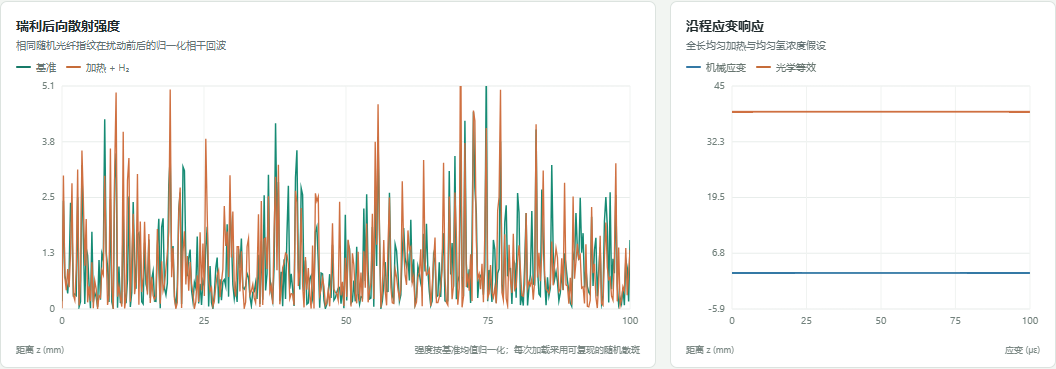 瑞利后向散射强度
相同随机光纤指纹在扰动前后的归一化相干回波
基准 加热 + H₂
5.1
3.8
2.5
1.3
0
0 25 50 75 100
距离 z (mm) 强度按基准均值归一化；每次加载采用可复现的随机散斑
沿程应变响应
全长均匀加热与均匀氢浓度假设
机械应变 光学等效
45
32.3
19.5
6.8
-5.9
0 25 50 75 100
距离 z (mm) 应变 (με)